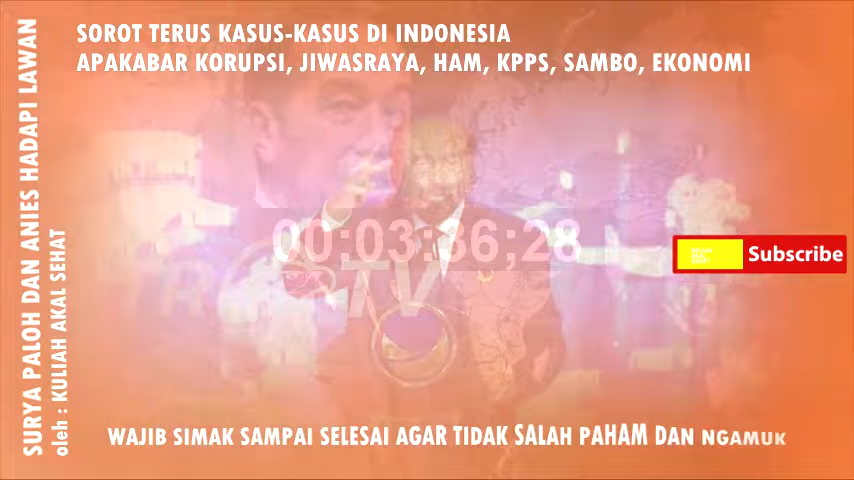 SOROT TERUS KASUS-KASUS DI INDONESIA
APAKABAR KORUPSI, JIWASRAYA, HAM, KPPS, SAMBO, EKONOMI
SURYA PALOH DAN ANIES HADAPI LAWAN
oleh : KULIAH AKAL SEHAT
00;03;36;28
TV
Subscribe
WAJIB SIMAK SAMPAI SELESAI AGAR TIDAK SALAH PAHAM DAN NGAMUK